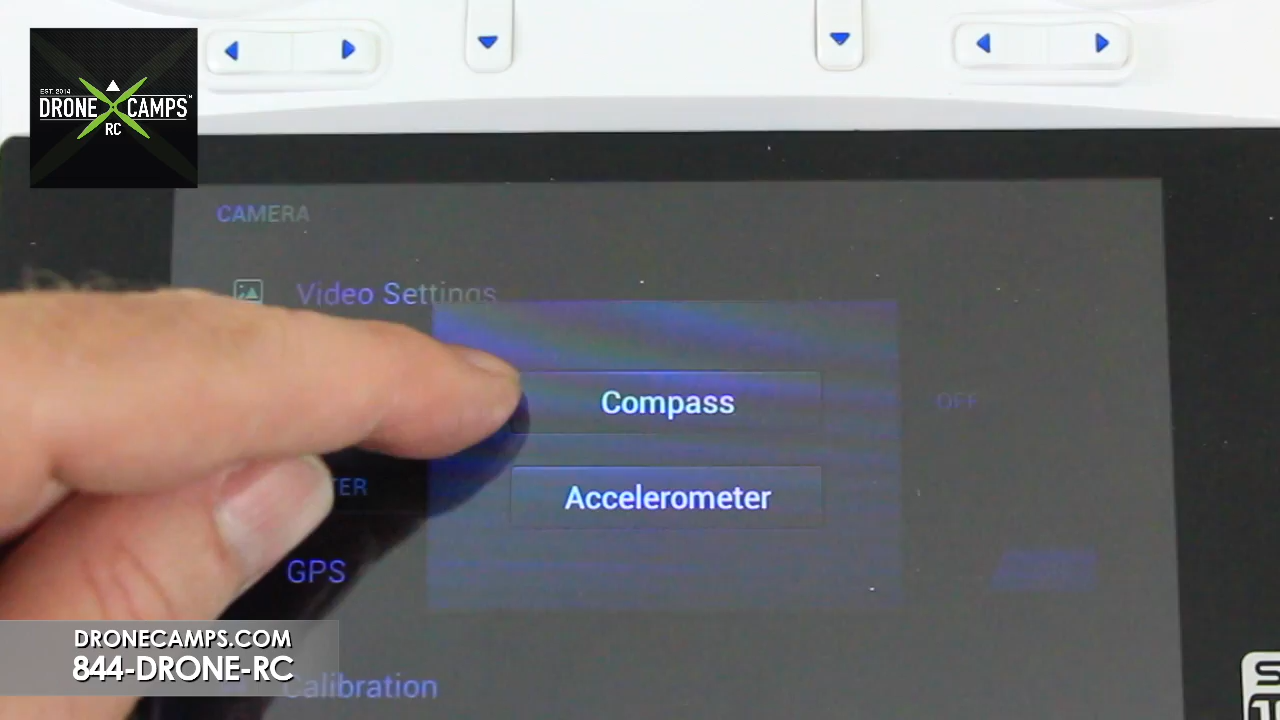 EST. 2014
DRONE CAMPS
RC
CAMERA
Video Settings
Compass
OFF
Accelerometer
TER
GPS
DRONECAMPS.COM
844-DRONE-RC
Calibration